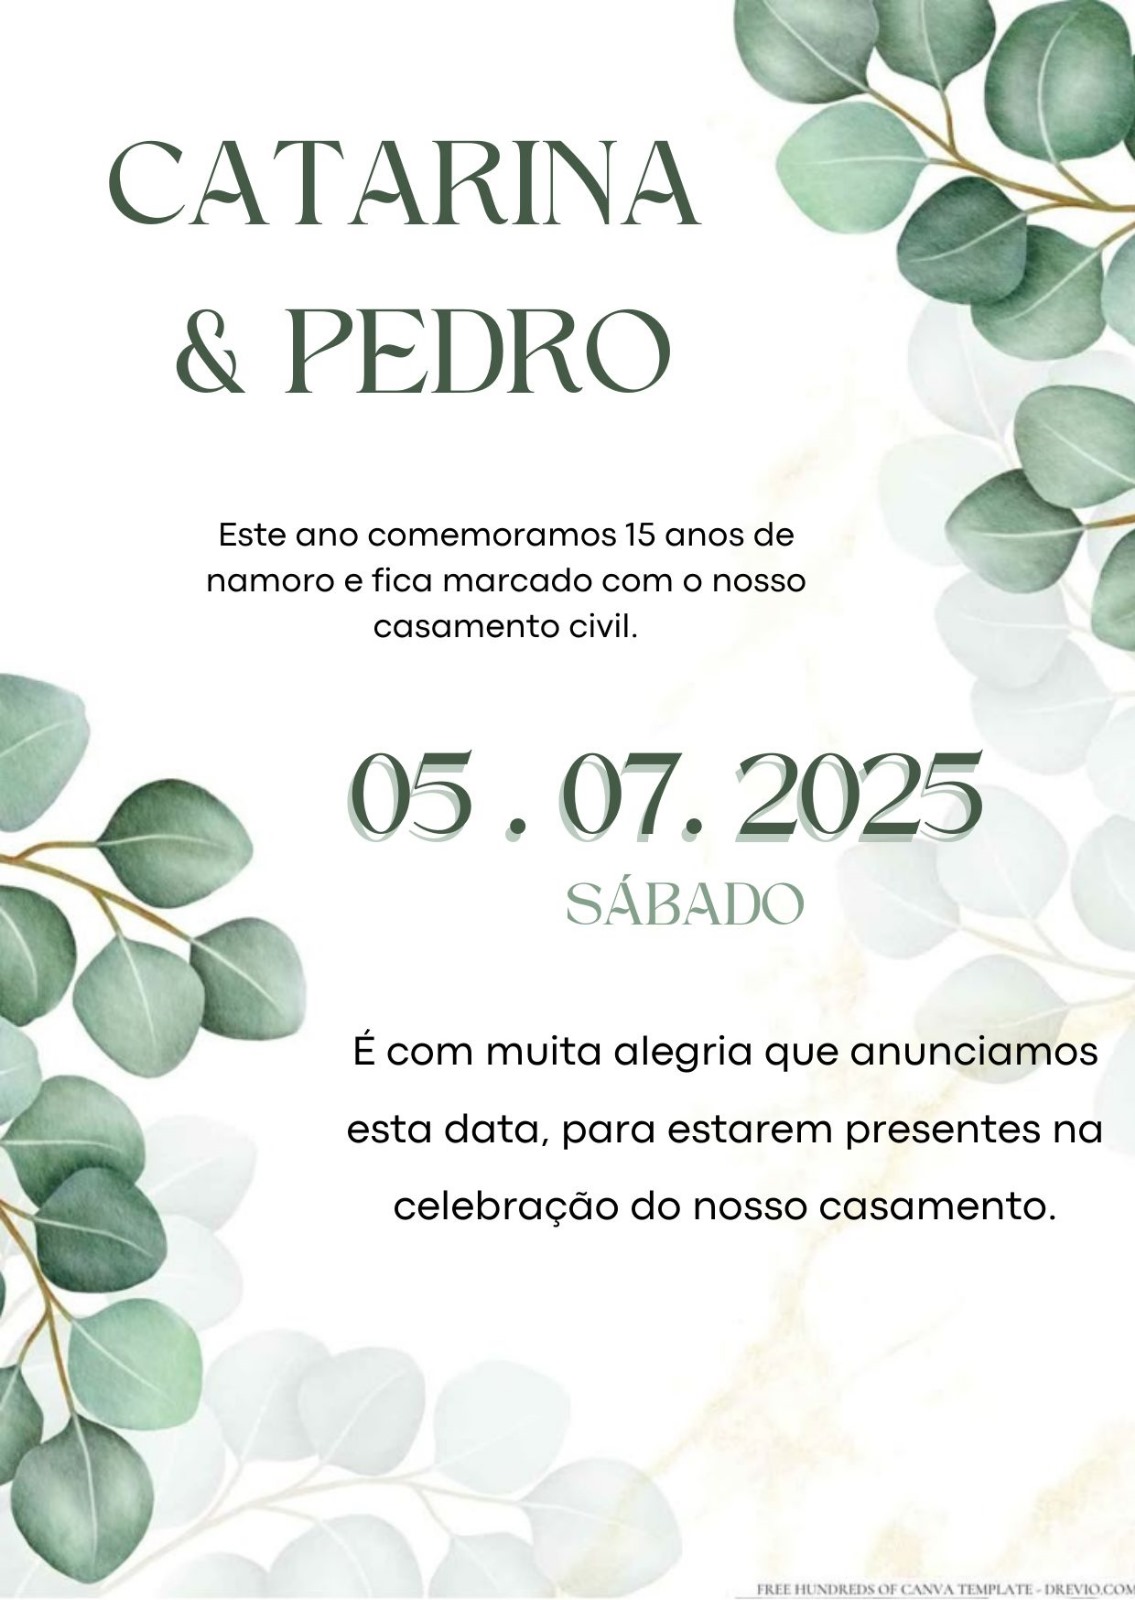 CATARINA
& PEDRO
Este ano comemoramos 15 anos de
namoro e fica marcado com o nosso
casamento civil.
05 . 07. 2025
SÁBADO
É com muita alegria que anunciamos
esta data, para estarem presentes na
celebração do nosso casamento.
FREE HUNDREDS OF CANVA TEMPLATE - DREVIO.COM